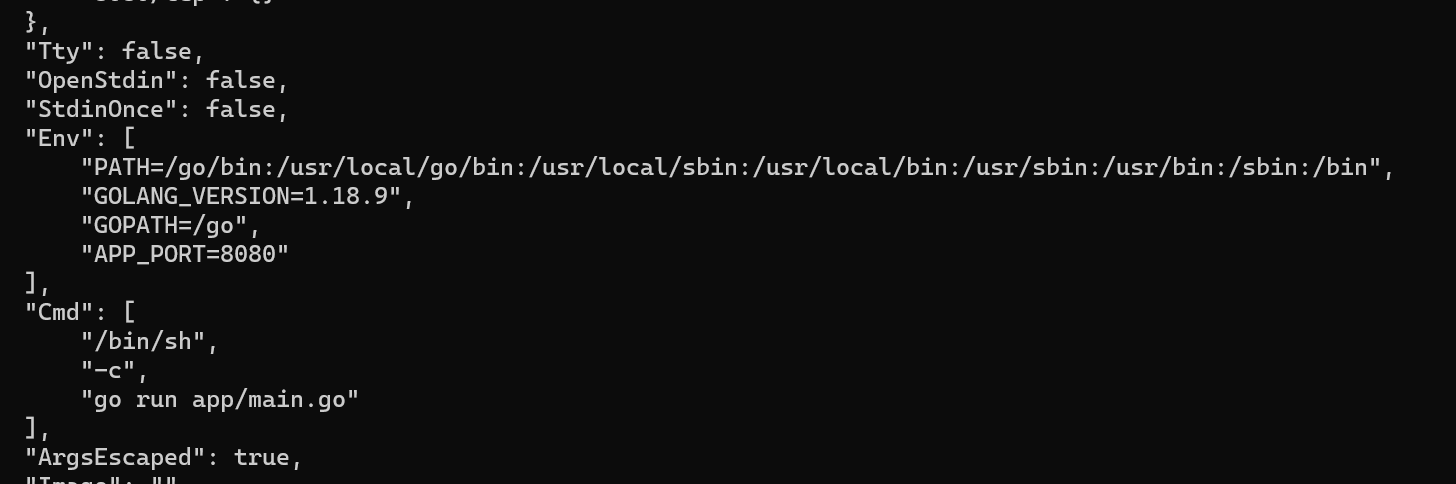 },
"Tty": false,
"OpenStdin": false,
"StdinOnce": false,
"Env": [
    "PATH=/go/bin:/usr/local/go/bin:/usr/local/sbin:/usr/local/bin:/usr/sbin:/usr/bin:/sbin:/bin",
    "GOLANG_VERSION=1.18.9",
    "GOPATH=/go",
    "APP_PORT=8080"
],
"Cmd": [
    "/bin/sh",
    "-c",
    "go run app/main.go"
],
"ArgsEscaped": true,
"Image": ""